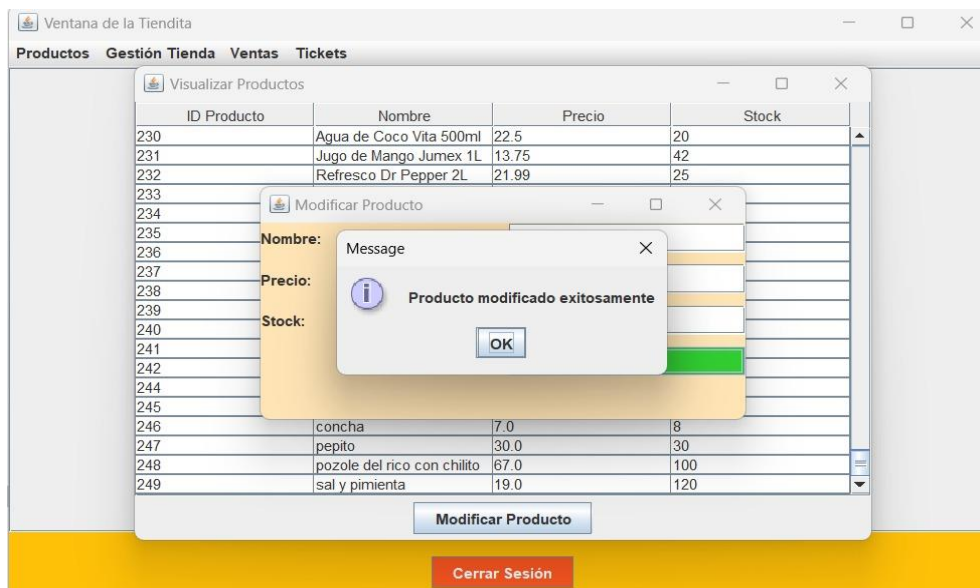 Ventana de la Tiendita
Productos Gestión Tienda Ventas Tickets
Visualizar Productos
ID Producto Nombre Precio Stock
230 Agua de Coco Vita 500ml 22.5 20
231 Jugo de Mango Jumex 1L 13.75 42
232 Refresco Dr Pepper 2L 21.99 25
233
234
235
236
237
238
239
240
241
242
244
245
246 concha 7.0 8
247 pepito 30.0 30
248 pozole del rico con chilito 67.0 100
249 sal y pimienta 19.0 120
Modificar Producto
Nombre:
Precio:
Stock:
Message
Producto modificado exitosamente
OK
Modificar Producto
Cerrar Sesión